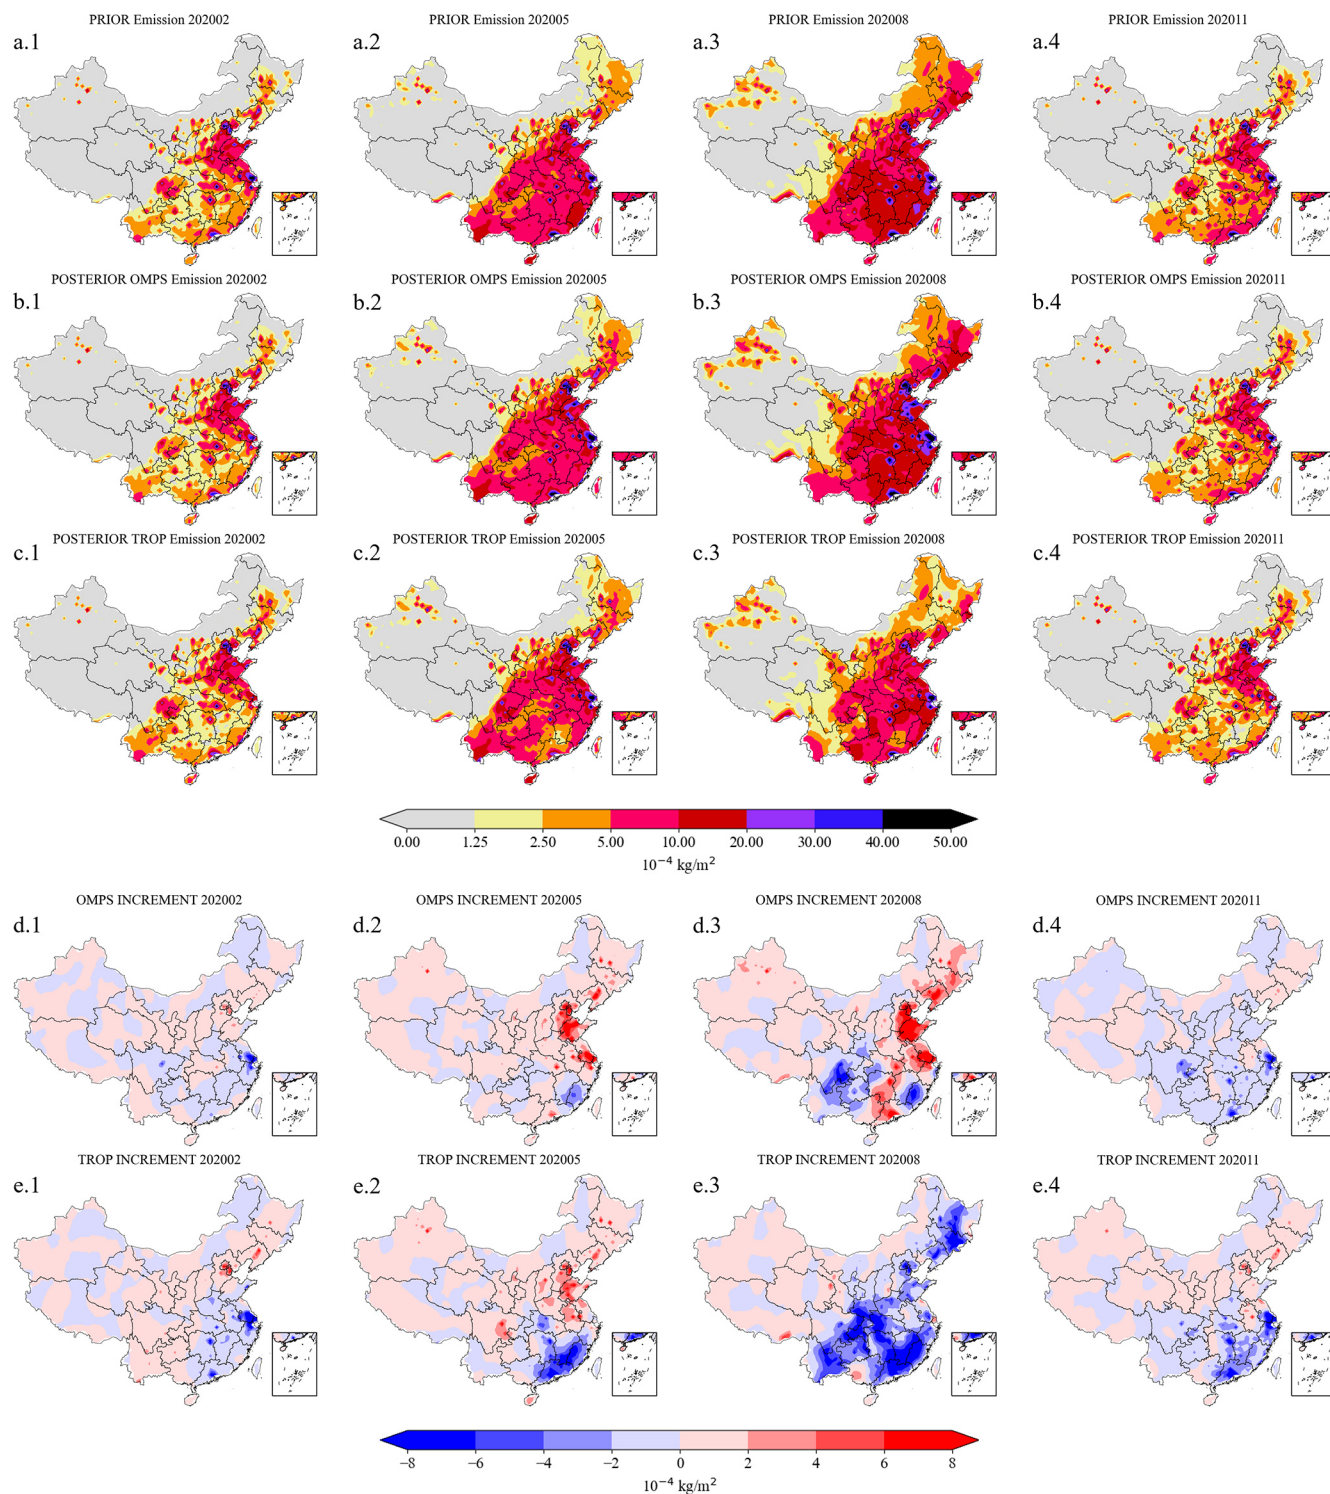 PRIOR Emission 202002
PRIOR Emission 202005
PRIOR Emission 202008
PRIOR Emission 202011
a.1
a.2
a.3
a.4
POSTERIOR OMPS Emission 202002
POSTERIOR OMPS Emission 202005
POSTERIOR OMPS Emission 202008
POSTERIOR OMPS Emission 202011
b.1
b.2
b.3
b.4
POSTERIOR TROP Emission 202002
POSTERIOR TROP Emission 202005
POSTERIOR TROP Emission 202008
POSTERIOR TROP Emission 202011
c.1
c.2
c.3
c.4
0.00 1.25 2.50 5.00 10.00 20.00 30.00 40.00 50.00
10⁻⁴ kg/m²
OMPS INCREMENT 202002
OMPS INCREMENT 202005
OMPS INCREMENT 202008
OMPS INCREMENT 202011
d.1
d.2
d.3
d.4
TROP INCREMENT 202002
TROP INCREMENT 202005
TROP INCREMENT 202008
TROP INCREMENT 202011
e.1
e.2
e.3
e.4
−8 −6 −4 −2 0 2 4 6 8
10⁻⁴ kg/m²